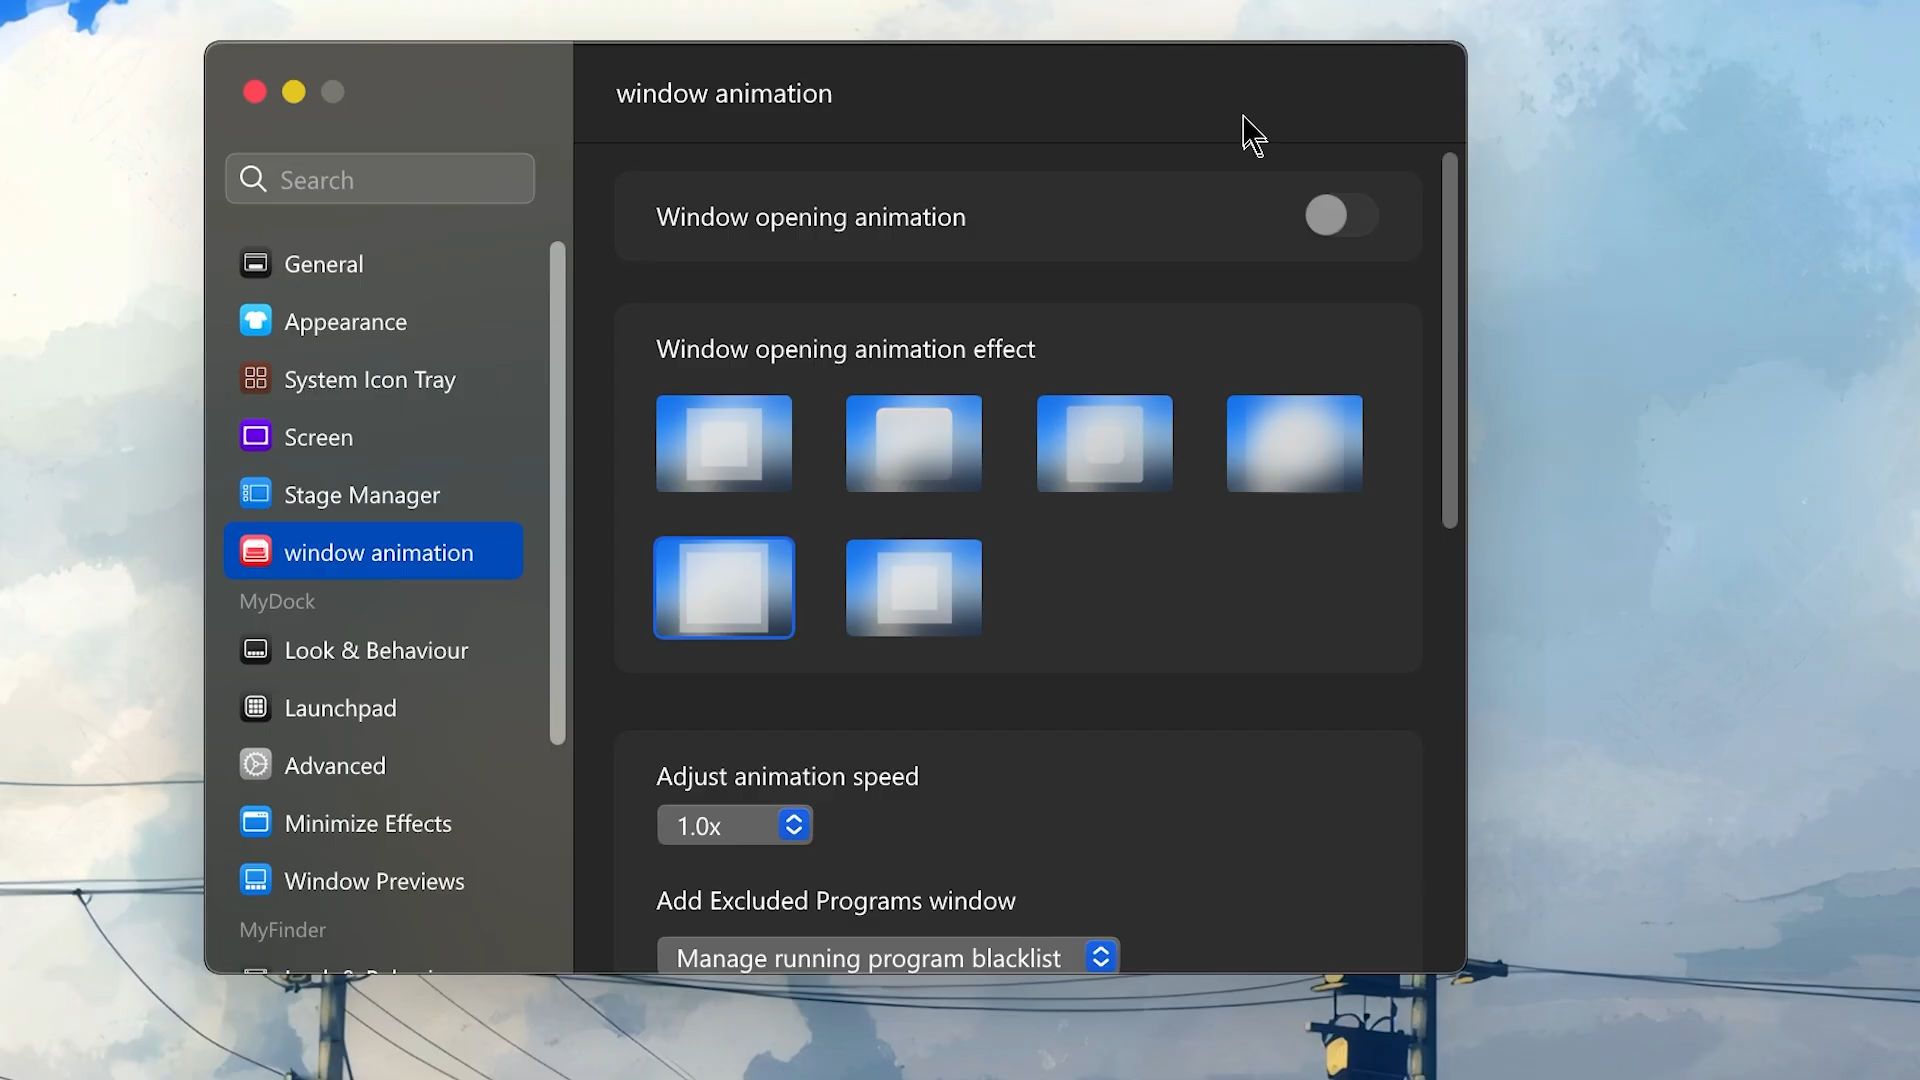 window animation
Search
General
Appearance
System Icon Tray
Screen
Stage Manager
window animation
MyDock
Look & Behaviour
Launchpad
Advanced
Minimize Effects
Window Previews
MyFinder
Window opening animation
Window opening animation effect
Adjust animation speed
1.0x
Add Excluded Programs window
Manage running program blacklist